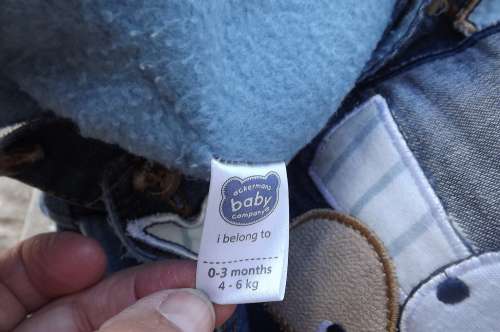 ackermans
baby
company
i belong to
0-3 months
4 - 6 kg